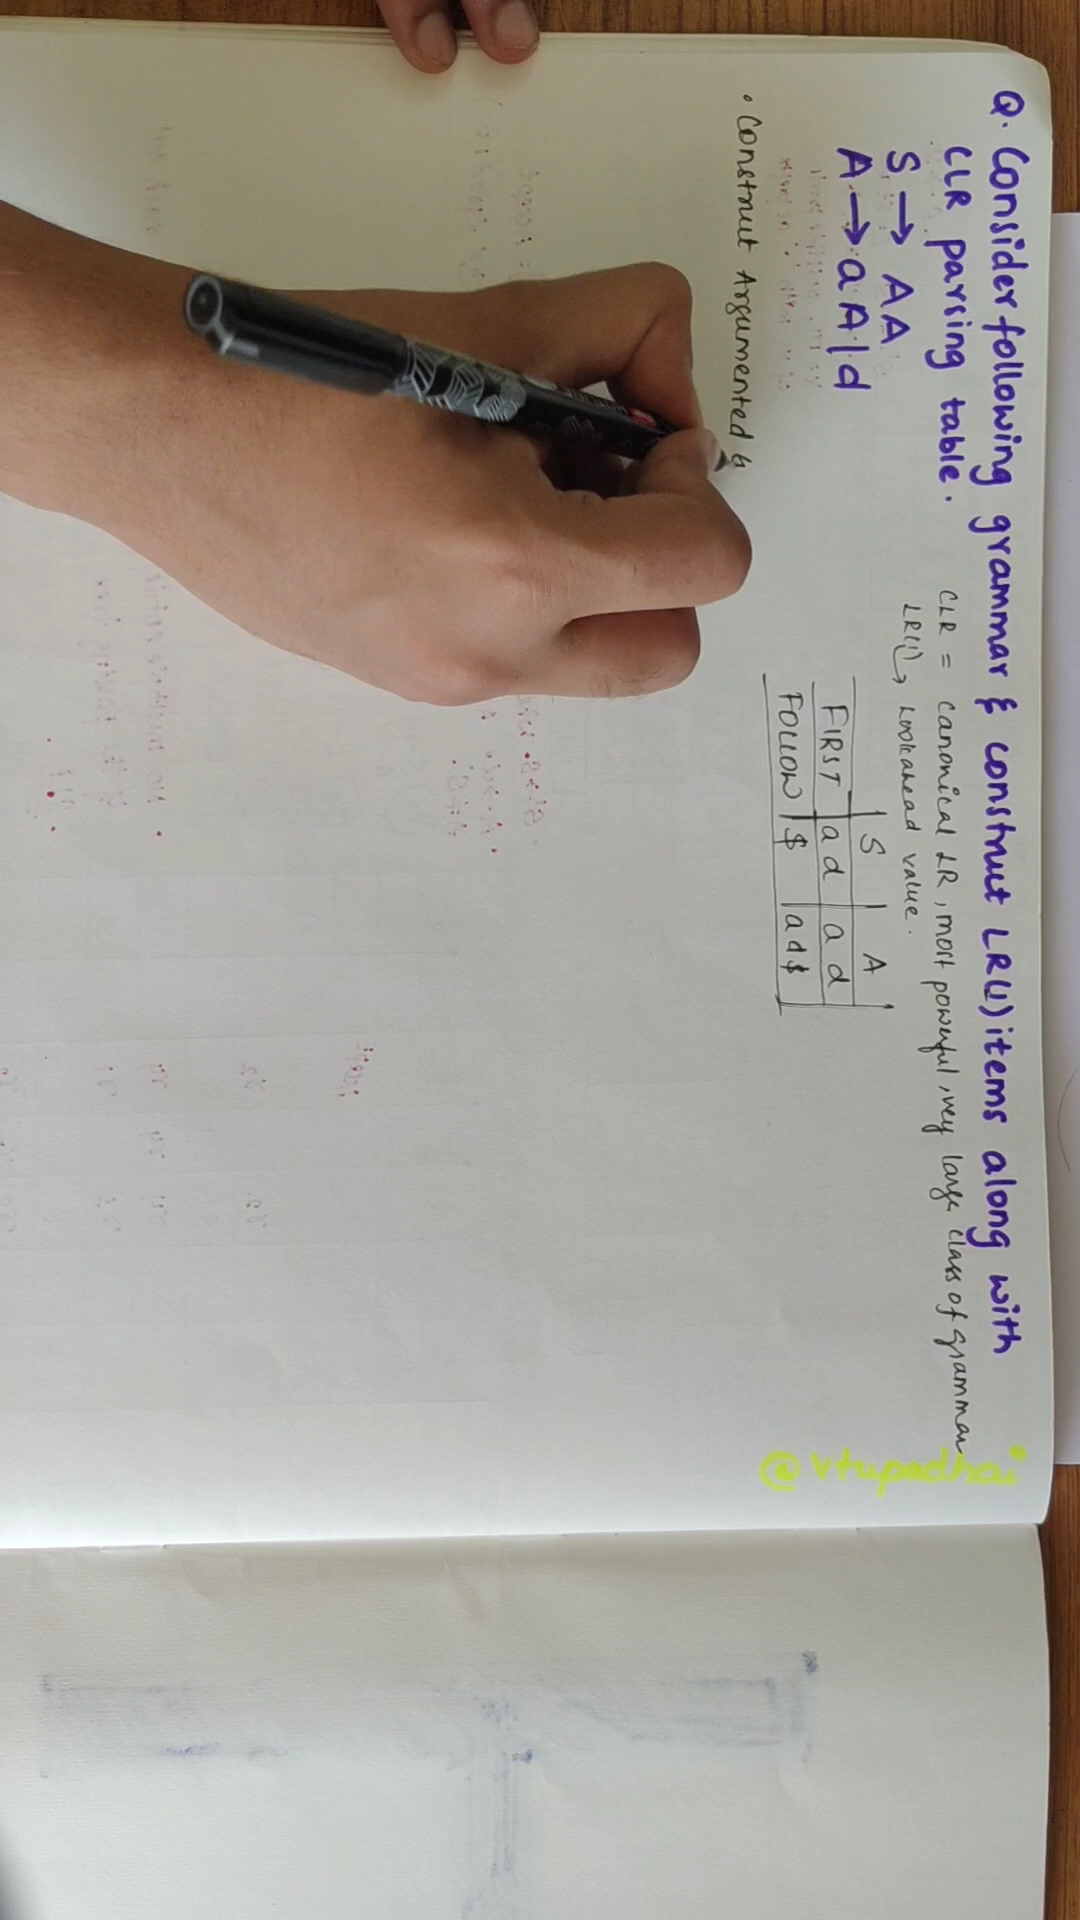 Q. Consider following grammar & construct LR(1) items along with
CLR parsing table.
S → AA
A → aA|d
CLR = canonical LR, most powerful, very large class of grammar
LR(1) → Lookahead value.
S A
FIRST a d a d
FOLLOW $ a d $
• Construct Argumented G
@vtupadhai